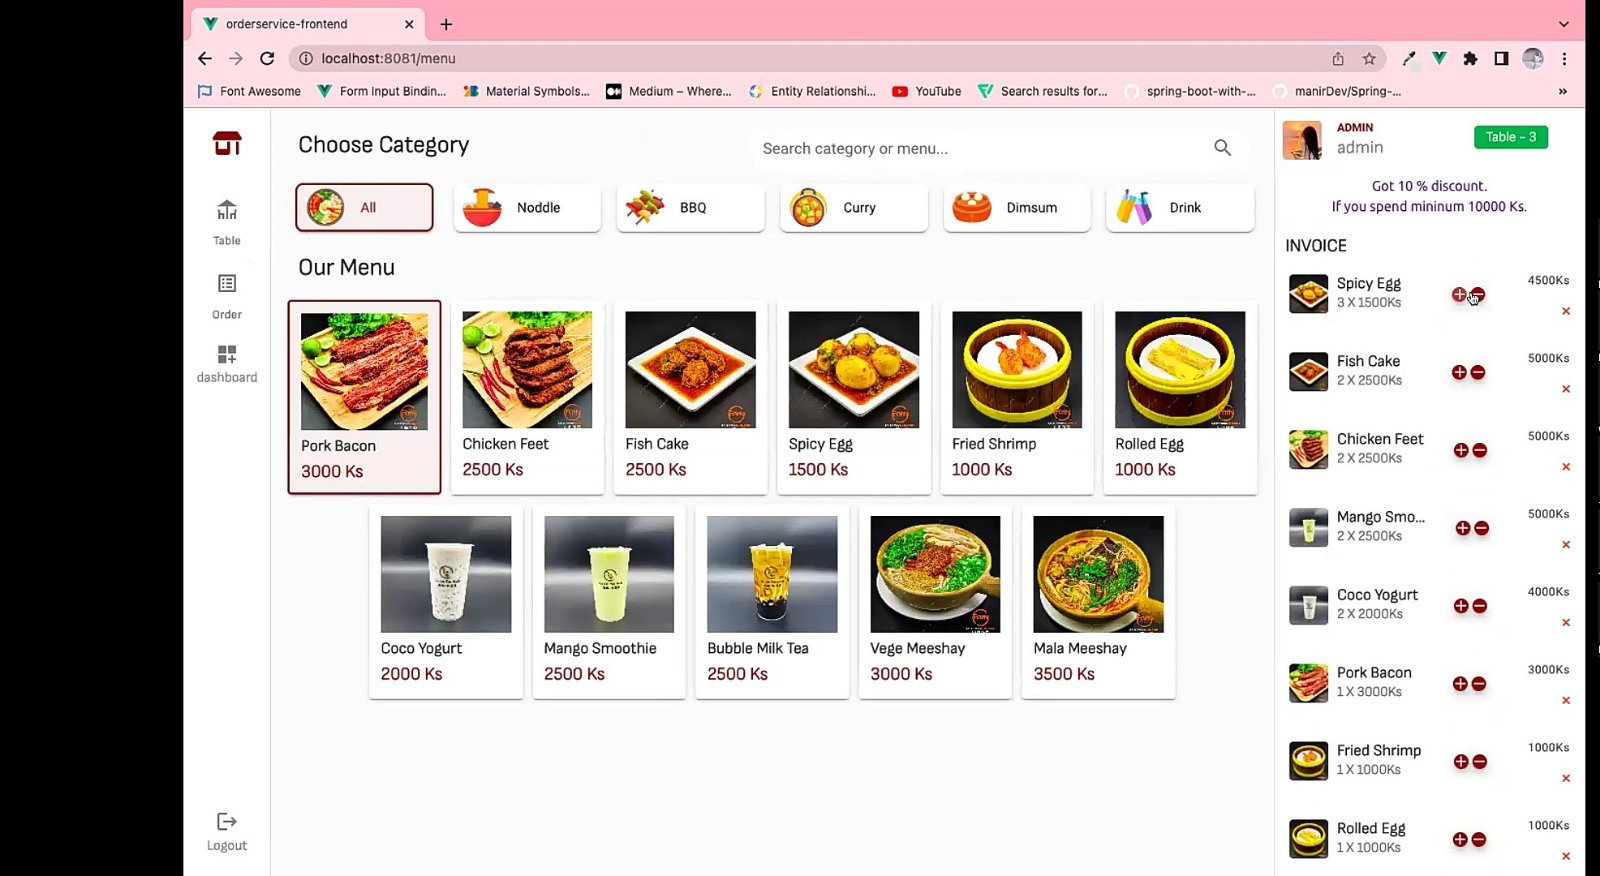 orderservice-frontend
localhost:8081/menu
Font Awesome
Form Input Bindin...
Material Symbols...
Medium – Where...
Entity Relationshi...
YouTube
Search results for...
spring-boot-with-...
manirDev/Spring-...
Table
Order
dashboard
Logout
Choose Category
Search category or menu...
All
Noddle
BBQ
Curry
Dimsum
Drink
Our Menu
Pork Bacon
3000 Ks
Chicken Feet
2500 Ks
Fish Cake
2500 Ks
Spicy Egg
1500 Ks
Fried Shrimp
1000 Ks
Rolled Egg
1000 Ks
Coco Yogurt
2000 Ks
Mango Smoothie
2500 Ks
Bubble Milk Tea
2500 Ks
Vege Meeshay
3000 Ks
Mala Meeshay
3500 Ks
ADMIN
admin
Table - 3
Got 10 % discount.
If you spend mininum 10000 Ks.
INVOICE
Spicy Egg
3 X 1500Ks
4500Ks
Fish Cake
2 X 2500Ks
5000Ks
Chicken Feet
2 X 2500Ks
5000Ks
Mango Smo...
2 X 2500Ks
5000Ks
Coco Yogurt
2 X 2000Ks
4000Ks
Pork Bacon
1 X 3000Ks
3000Ks
Fried Shrimp
1 X 1000Ks
1000Ks
Rolled Egg
1 X 1000Ks
1000Ks